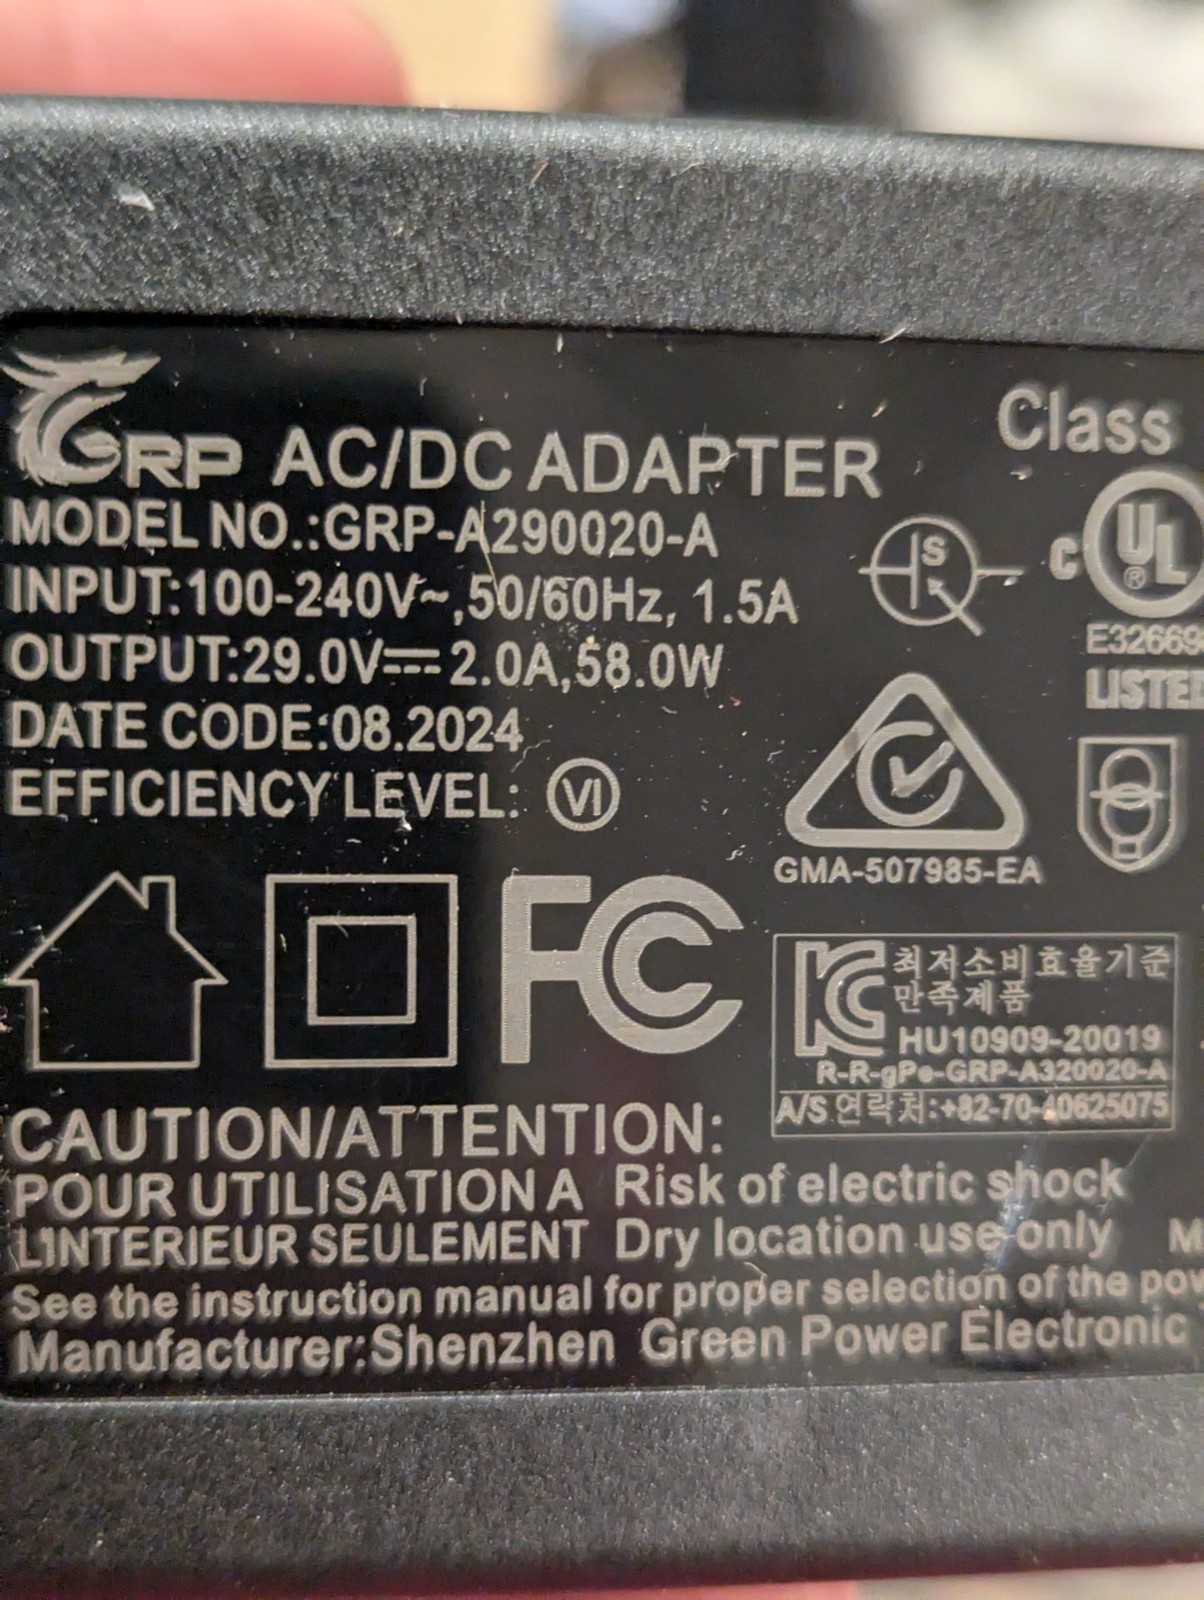 GRP AC/DC ADAPTER
Class
MODEL NO.:GRP-A290020-A
INPUT:100-240V~,50/60Hz, 1.5A
OUTPUT:29.0V⎓2.0A,58.0W
DATE CODE:08.2024
EFFICIENCY LEVEL: VI
S
C UL ®
LISTED
GMA-507985-EA
FC
KC 최저소비효율기준
만족제품
HU10909-20019
R-R-gPe-GRP-A320020-A
A/S 연락처:+82-70-40625075
CAUTION/ATTENTION:
POUR UTILISATION A Risk of electric shock
L'INTERIEUR SEULEMENT Dry location use only
See the instruction manual for proper selection of the
Manufacturer:Shenzhen Green Power Electronic